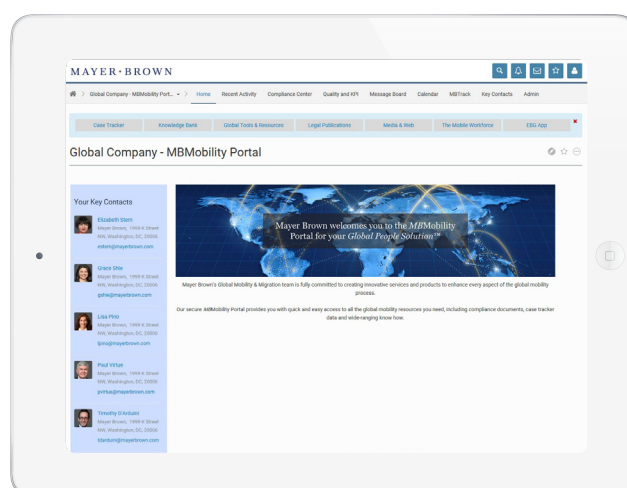 MAYER•BROWN
Global Company - MBMobility Port... > Home Recent Activity Compliance Center Quality and KPI Message Board Calendar MBTrack Key Contacts Admin
Case Tracker Knowledge Bank Global Tools & Resources Legal Publications Media & Web The Mobile Workforce EBG App
Global Company - MBMobility Portal
Your Key Contacts
Elizabeth Stern
Mayer Brown, 1999 K Street
NW, Washington, DC, 20006
estern@mayerbrown.com
Grace Shie
Mayer Brown, 1999 K Street
NW, Washington, DC, 20006
gshie@mayerbrown.com
Lisa Pino
Mayer Brown, 1999 K Street
NW, Washington, DC, 20006
lpino@mayerbrown.com
Paul Virtue
Mayer Brown, 1999 K Street
NW, Washington, DC, 20006
pvirtue@mayerbrown.com
Timothy D'Arduini
Mayer Brown, 1999 K Street
NW, Washington, DC, 20006
tdarduini@mayerbrown.com
Mayer Brown welcomes you to the MBMobility
Portal for your Global People Solution℠
Mayer Brown's Global Mobility & Migration team is fully committed to creating innovative services and products to enhance every aspect of the global mobility
process.
Our secure MBMobility Portal provides you with quick and easy access to all the global mobility resources you need, including compliance documents, case tracker
data and wide-ranging know how.